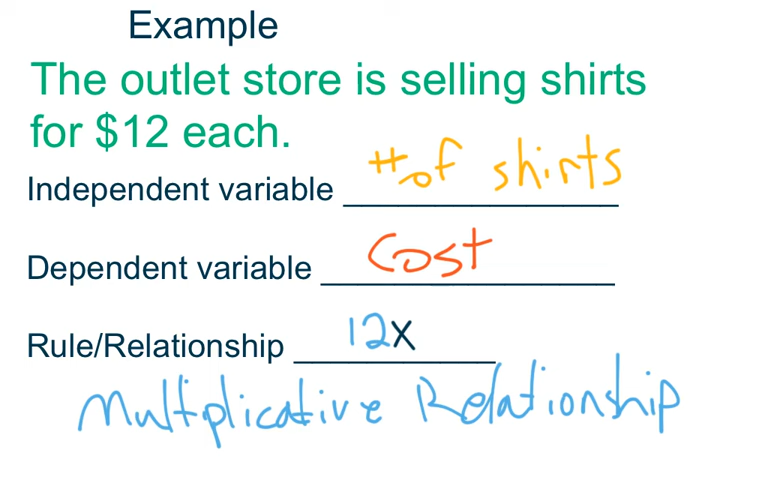 Example
The outlet store is selling shirts
for $12 each.
Independent variable # of shirts
Dependent variable Cost
Rule/Relationship 12x
Multiplicative Relationship